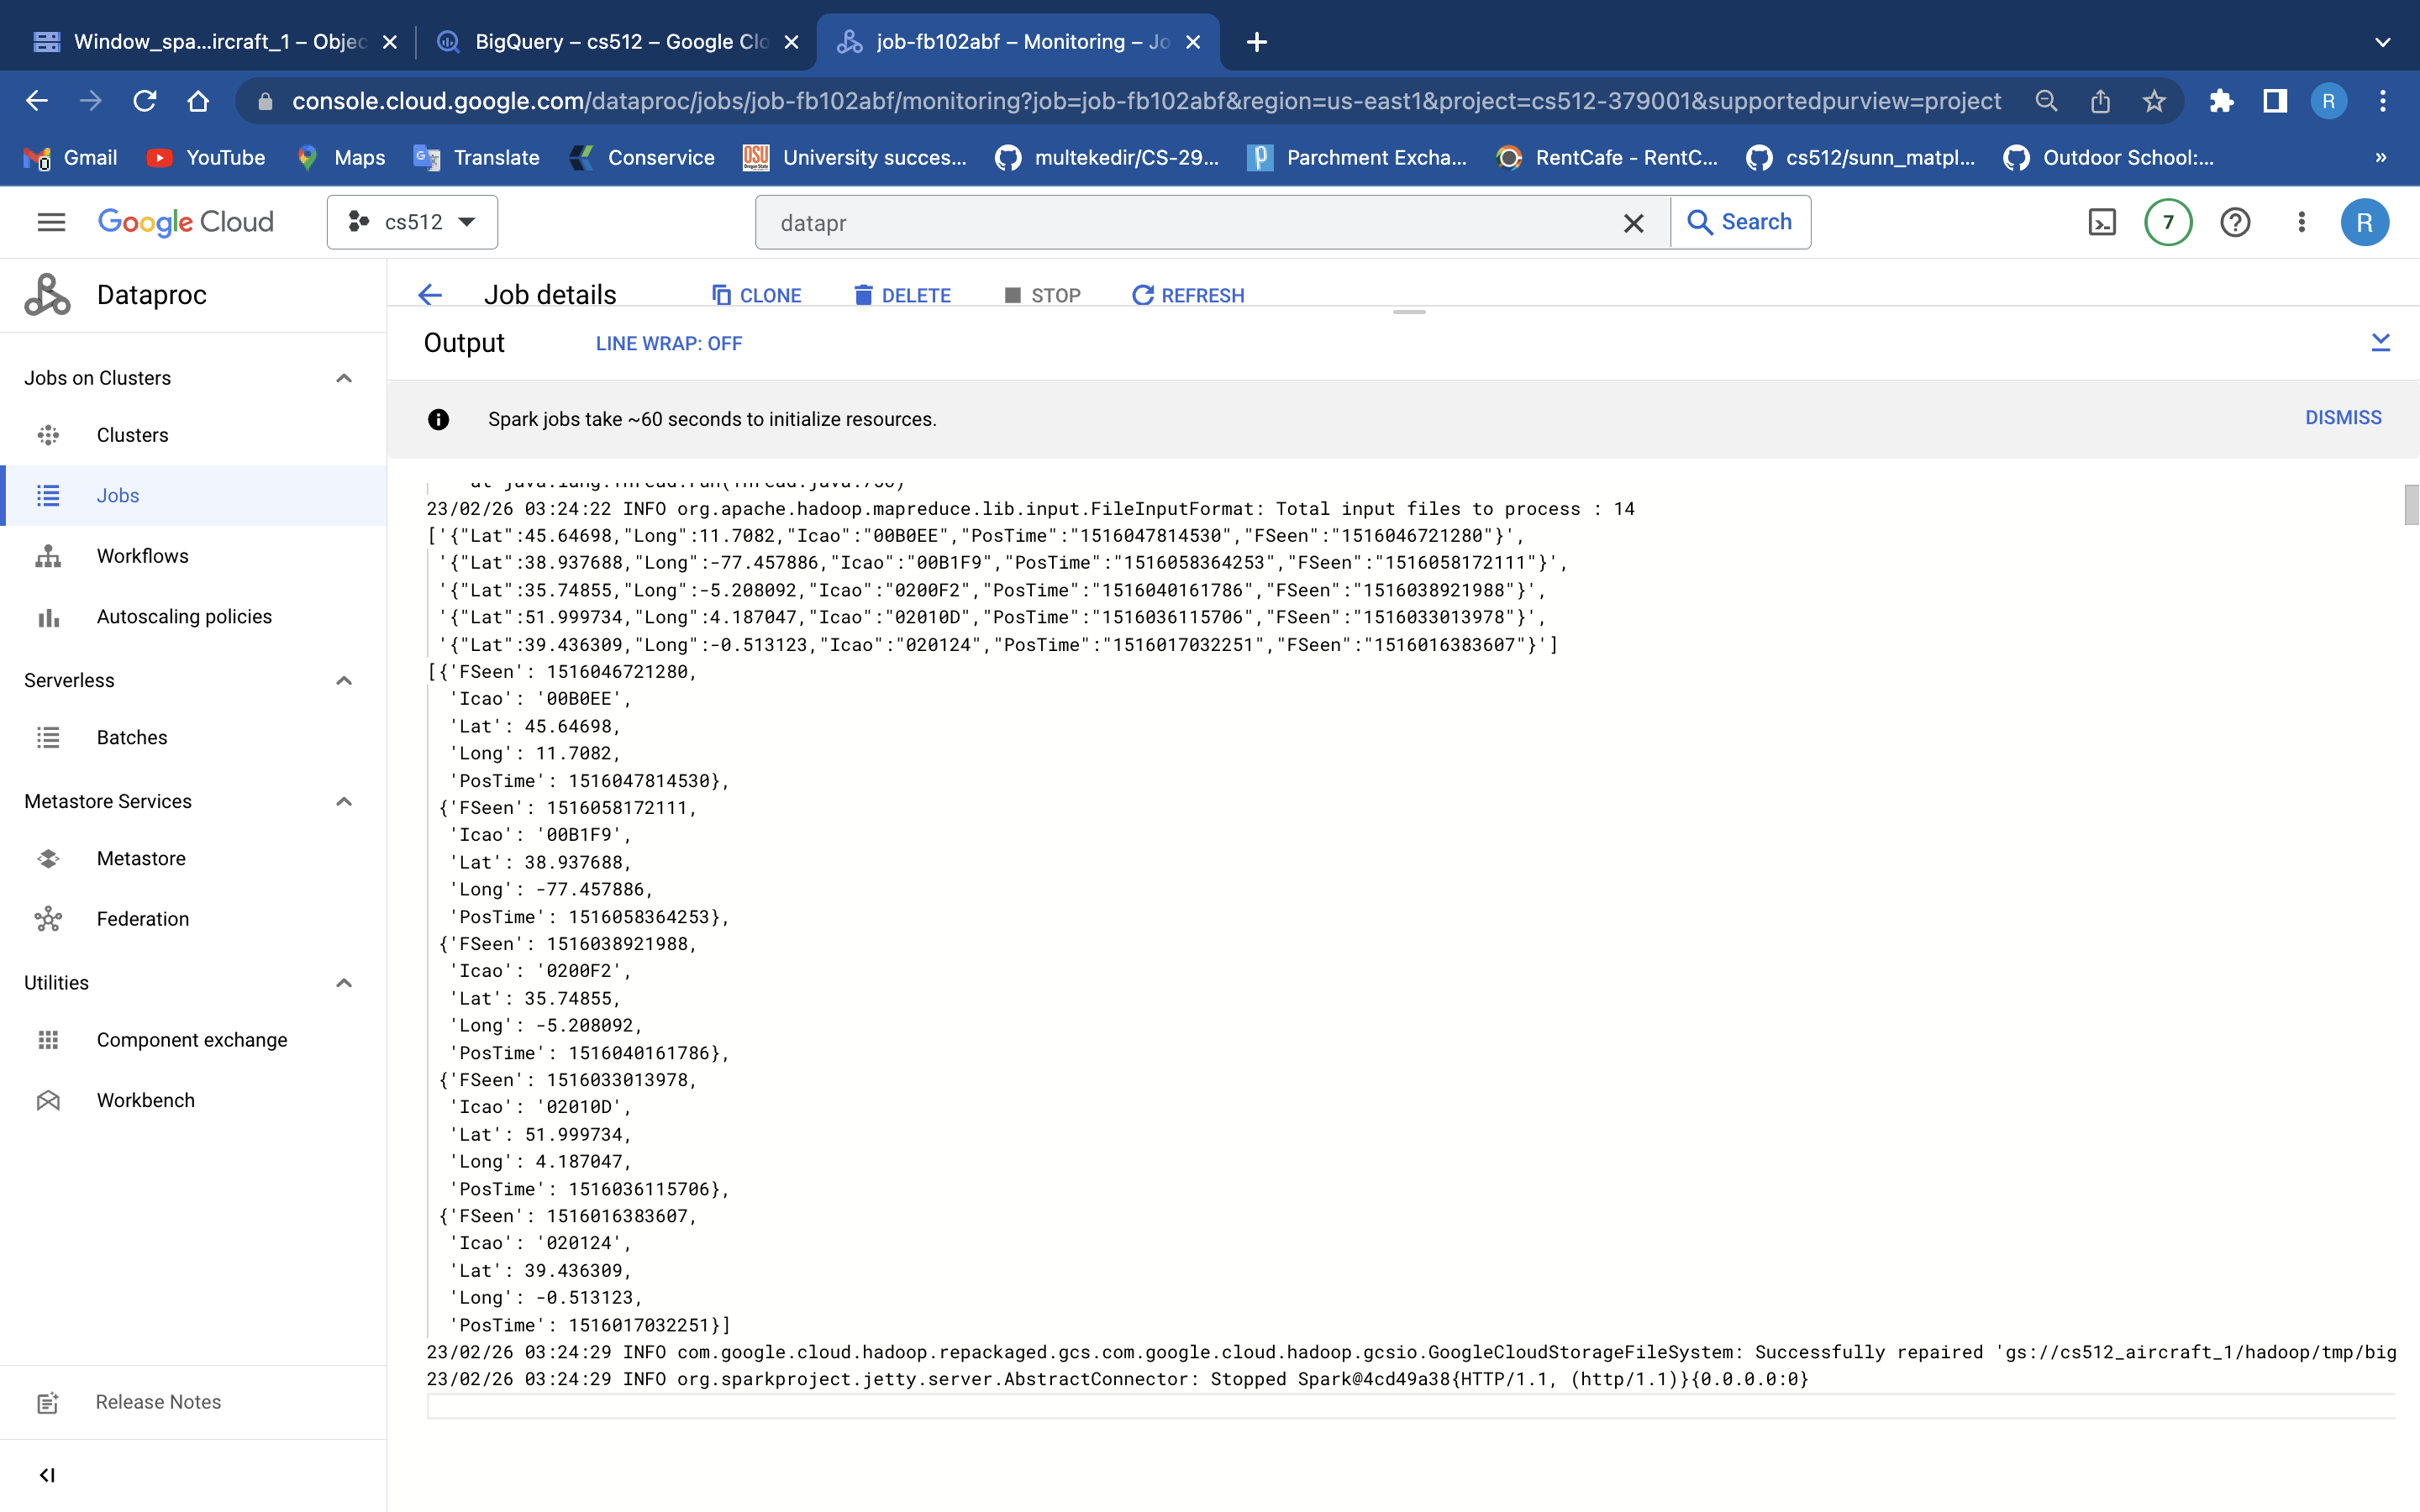 Window_spa...ircraft_1 – Objec
BigQuery – cs512 – Google Clo
job-fb102abf – Monitoring – Jo
console.cloud.google.com/dataproc/jobs/job-fb102abf/monitoring?job=job-fb102abf&region=us-east1&project=cs512-379001&supportedpurview=project
R
Gmail
YouTube
Maps
Translate
Conservice
OSU
University succes...
multekedir/CS-29...
Parchment Excha...
RentCafe - RentC...
cs512/sunn_matpl...
Outdoor School:...
»
Google Cloud
cs512
datapr
Search
7
R
Dataproc
Job details
CLONE
DELETE
STOP
REFRESH
Output
LINE WRAP: OFF
Jobs on Clusters
Spark jobs take ~60 seconds to initialize resources.
DISMISS
Clusters
Jobs
Workflows
Autoscaling policies
Serverless
Batches
Metastore Services
Metastore
Federation
Utilities
Component exchange
Workbench
Release Notes
at java.lang.Thread.run(Thread.java:750)
23/02/26 03:24:22 INFO org.apache.hadoop.mapreduce.lib.input.FileInputFormat: Total input files to process : 14
['{"Lat":45.64698,"Long":11.7082,"Icao":"00B0EE","PosTime":"1516047814530","FSeen":"1516046721280"}',
'{"Lat":38.937688,"Long":-77.457886,"Icao":"00B1F9","PosTime":"1516058364253","FSeen":"1516058172111"}',
'{"Lat":35.74855,"Long":-5.208092,"Icao":"0200F2","PosTime":"1516040161786","FSeen":"1516038921988"}',
'{"Lat":51.999734,"Long":4.187047,"Icao":"02010D","PosTime":"1516036115706","FSeen":"1516033013978"}',
'{"Lat":39.436309,"Long":-0.513123,"Icao":"020124","PosTime":"1516017032251","FSeen":"1516016383607"}']
[{'FSeen': 1516046721280,
'Icao': '00B0EE',
'Lat': 45.64698,
'Long': 11.7082,
'PosTime': 1516047814530},
{'FSeen': 1516058172111,
'Icao': '00B1F9',
'Lat': 38.937688,
'Long': -77.457886,
'PosTime': 1516058364253},
{'FSeen': 1516038921988,
'Icao': '0200F2',
'Lat': 35.74855,
'Long': -5.208092,
'PosTime': 1516040161786},
{'FSeen': 1516033013978,
'Icao': '02010D',
'Lat': 51.999734,
'Long': 4.187047,
'PosTime': 1516036115706},
{'FSeen': 1516016383607,
'Icao': '020124',
'Lat': 39.436309,
'Long': -0.513123,
'PosTime': 1516017032251}]
23/02/26 03:24:29 INFO com.google.cloud.hadoop.repackaged.gcs.com.google.cloud.hadoop.gcsio.GoogleCloudStorageFileSystem: Successfully repaired 'gs://cs512_aircraft_1/hadoop/tmp/big
23/02/26 03:24:29 INFO org.sparkproject.jetty.server.AbstractConnector: Stopped Spark@4cd49a38{HTTP/1.1, (http/1.1)}{0.0.0.0:0}